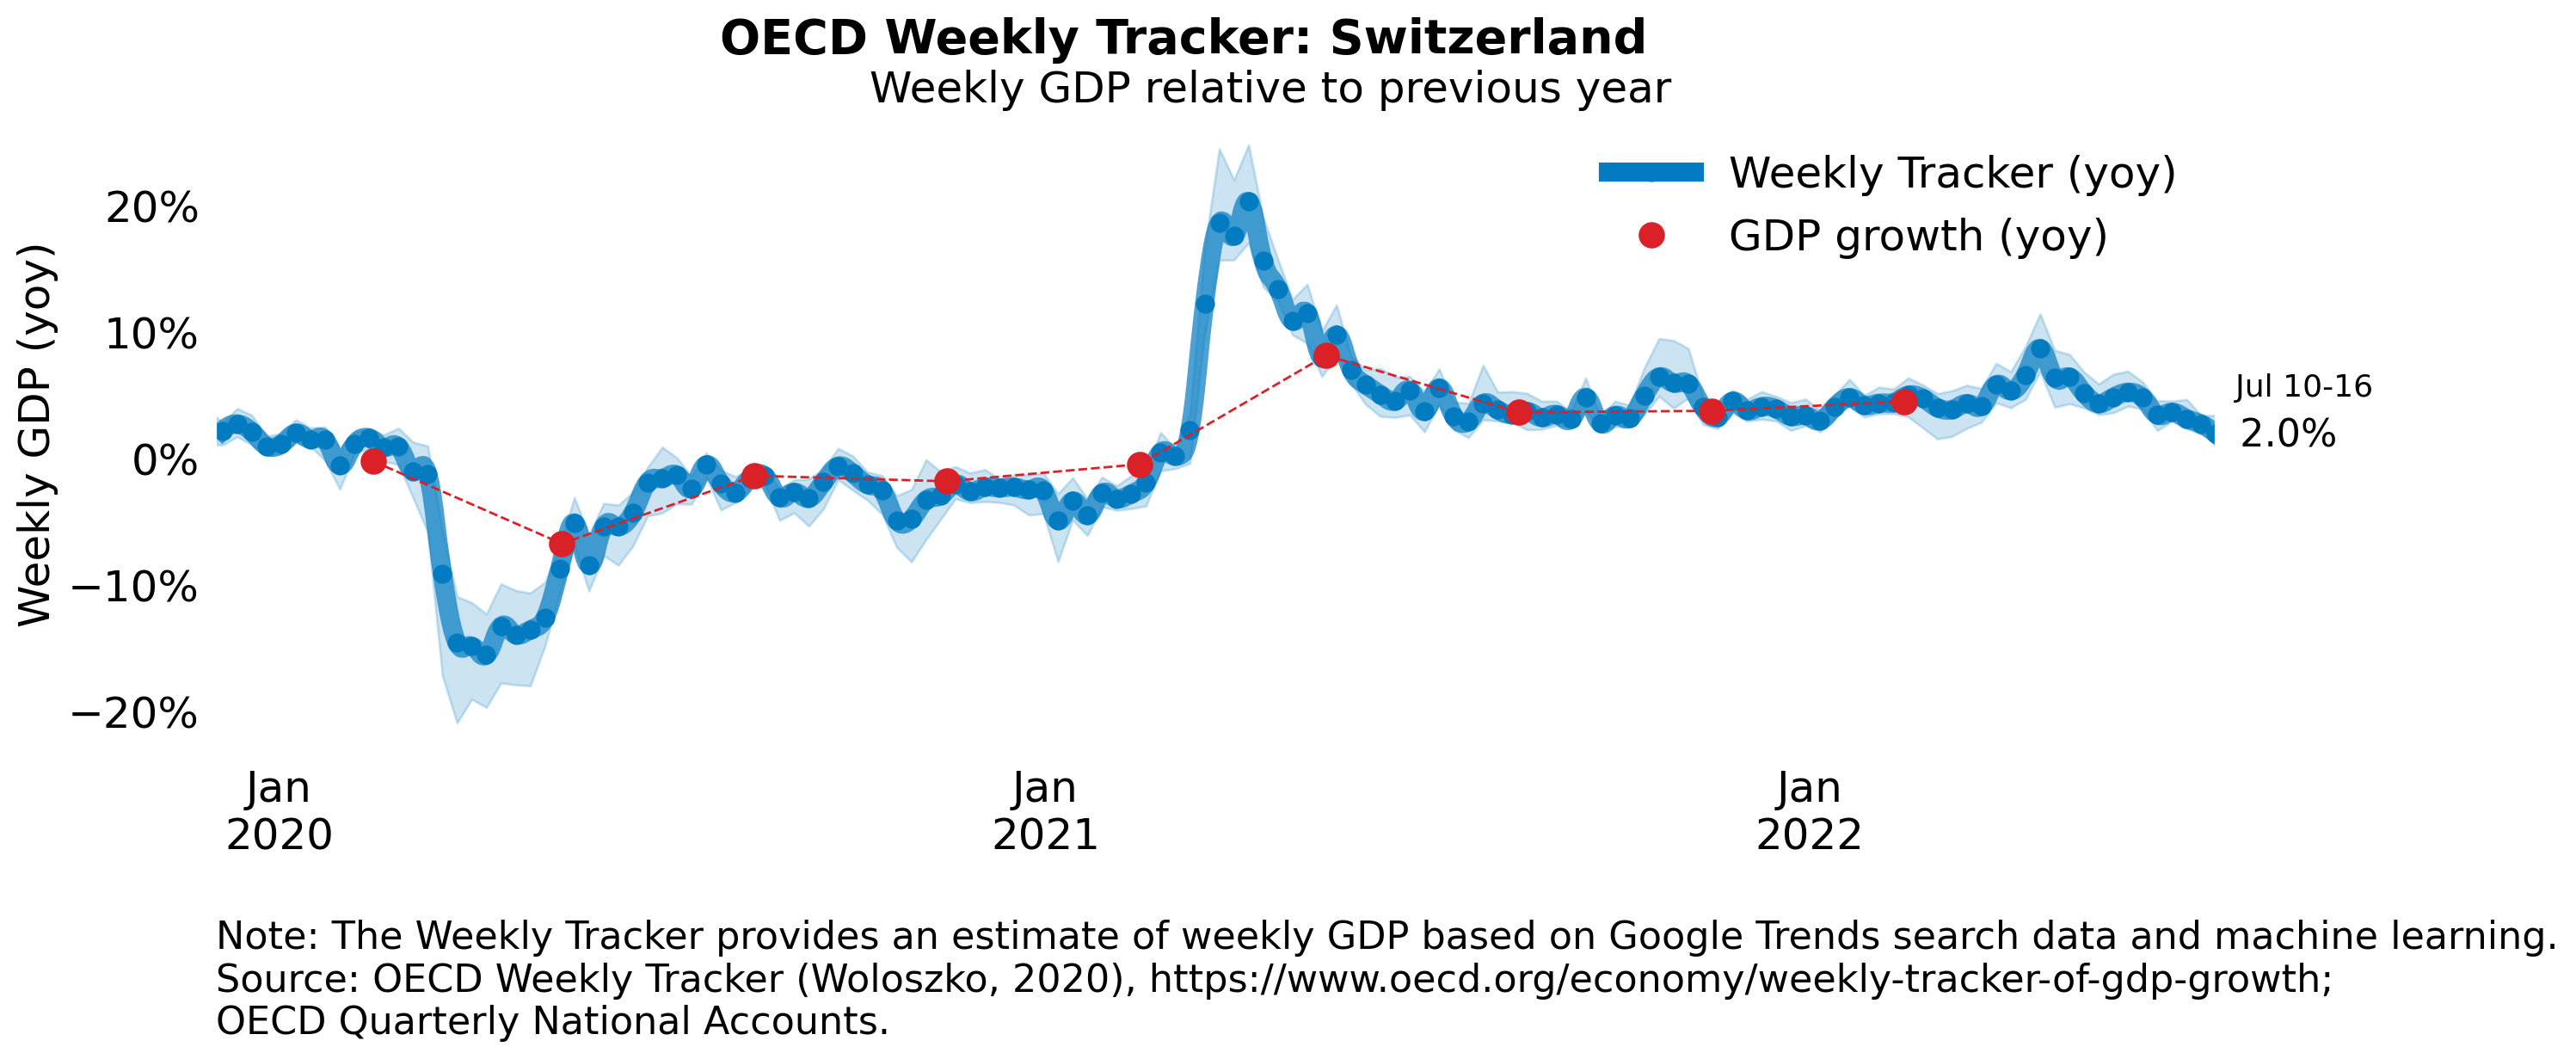 OECD Weekly Tracker: Switzerland
Weekly GDP relative to previous year
Weekly Tracker (yoy)
GDP growth (yoy)
Weekly GDP (yoy)
20%
10%
0%
−10%
−20%
Jul 10-16
2.0%
Jan
2020
Jan
2021
Jan
2022
Note: The Weekly Tracker provides an estimate of weekly GDP based on Google Trends search data and machine learning.
Source: OECD Weekly Tracker (Woloszko, 2020), https://www.oecd.org/economy/weekly-tracker-of-gdp-growth;
OECD Quarterly National Accounts.